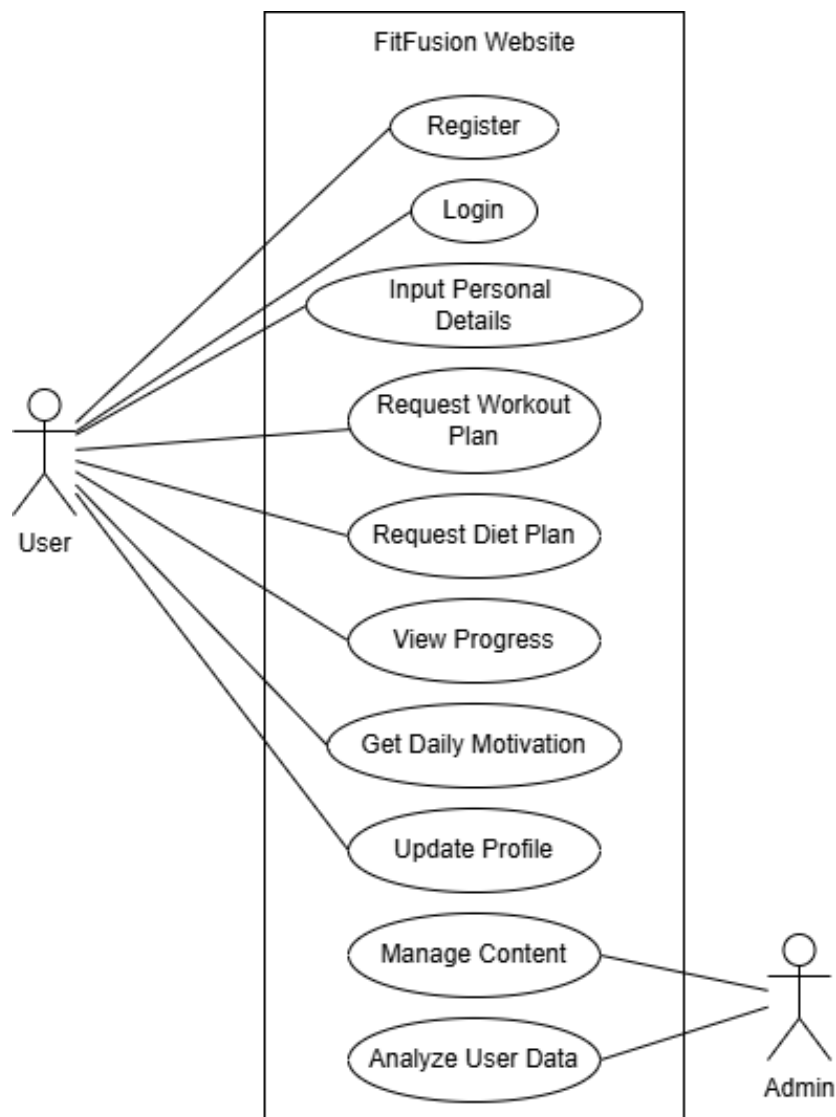 FitFusion Website
Register
Login
Input Personal
Details
Request Workout
Plan
User
Request Diet Plan
View Progress
Get Daily Motivation
Update Profile
Manage Content
Analyze User Data
Admin